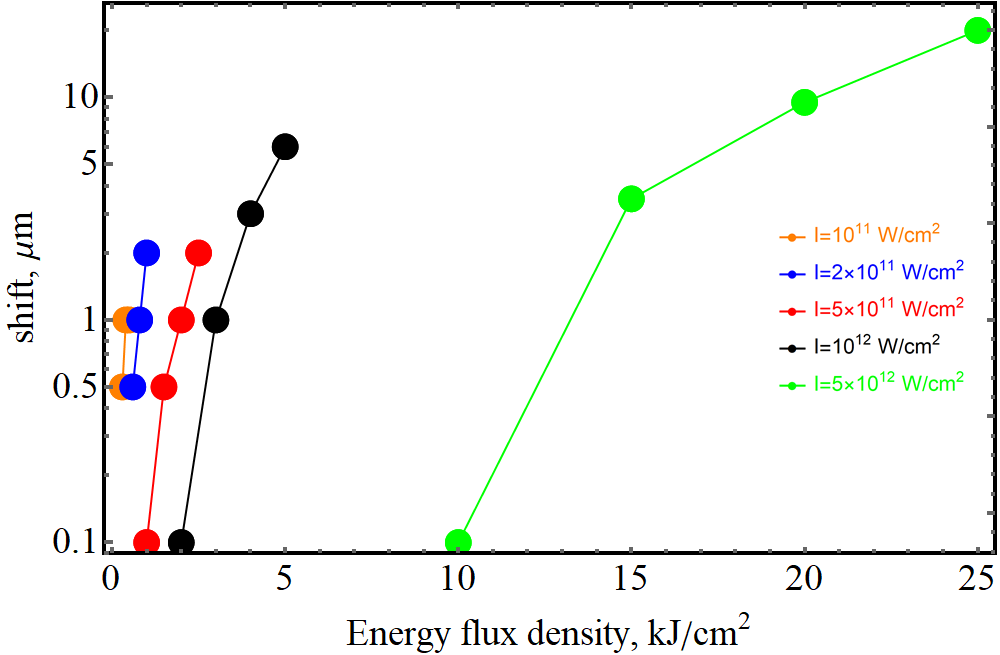 10
5
1
0.5
0.1
shift, μm
0
5
10
15
20
25
Energy flux density, kJ/cm²
I=10¹¹ W/cm²
I=2×10¹¹ W/cm²
I=5×10¹¹ W/cm²
I=10¹² W/cm²
I=5×10¹² W/cm²